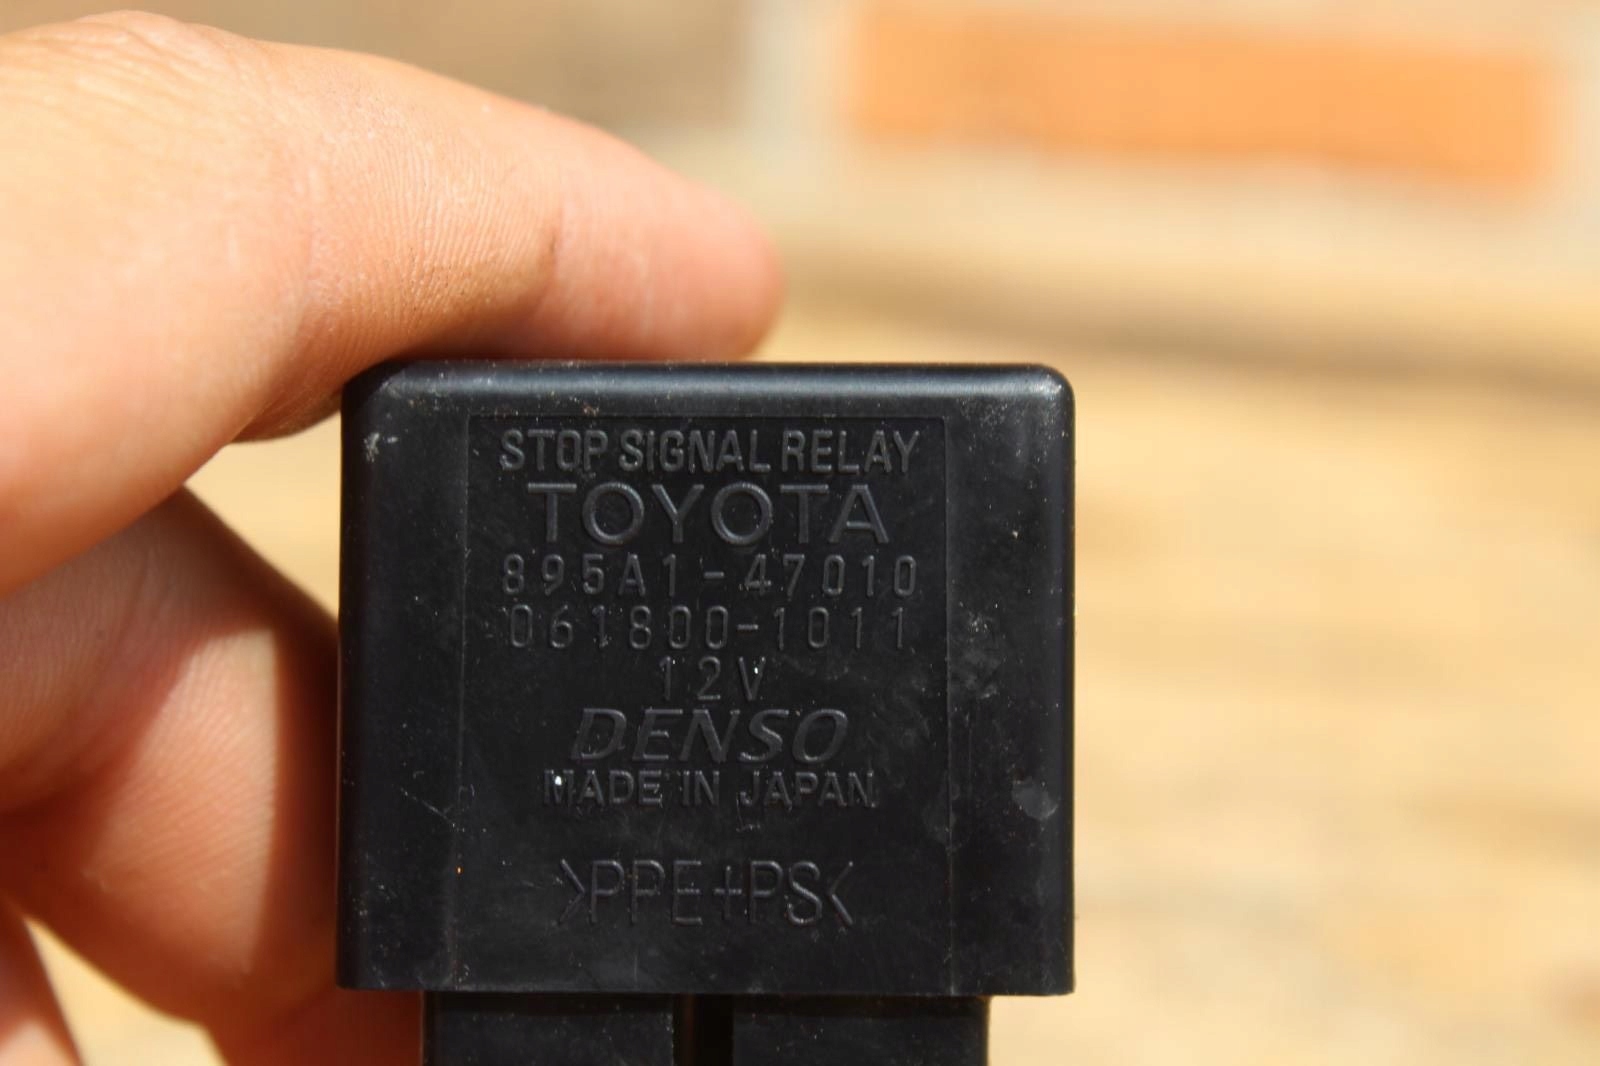 STOP SIGNAL RELAY
TOYOTA
895A1-47010
061800-1011
12V
DENSO
MADE IN JAPAN
>PPE+PS<